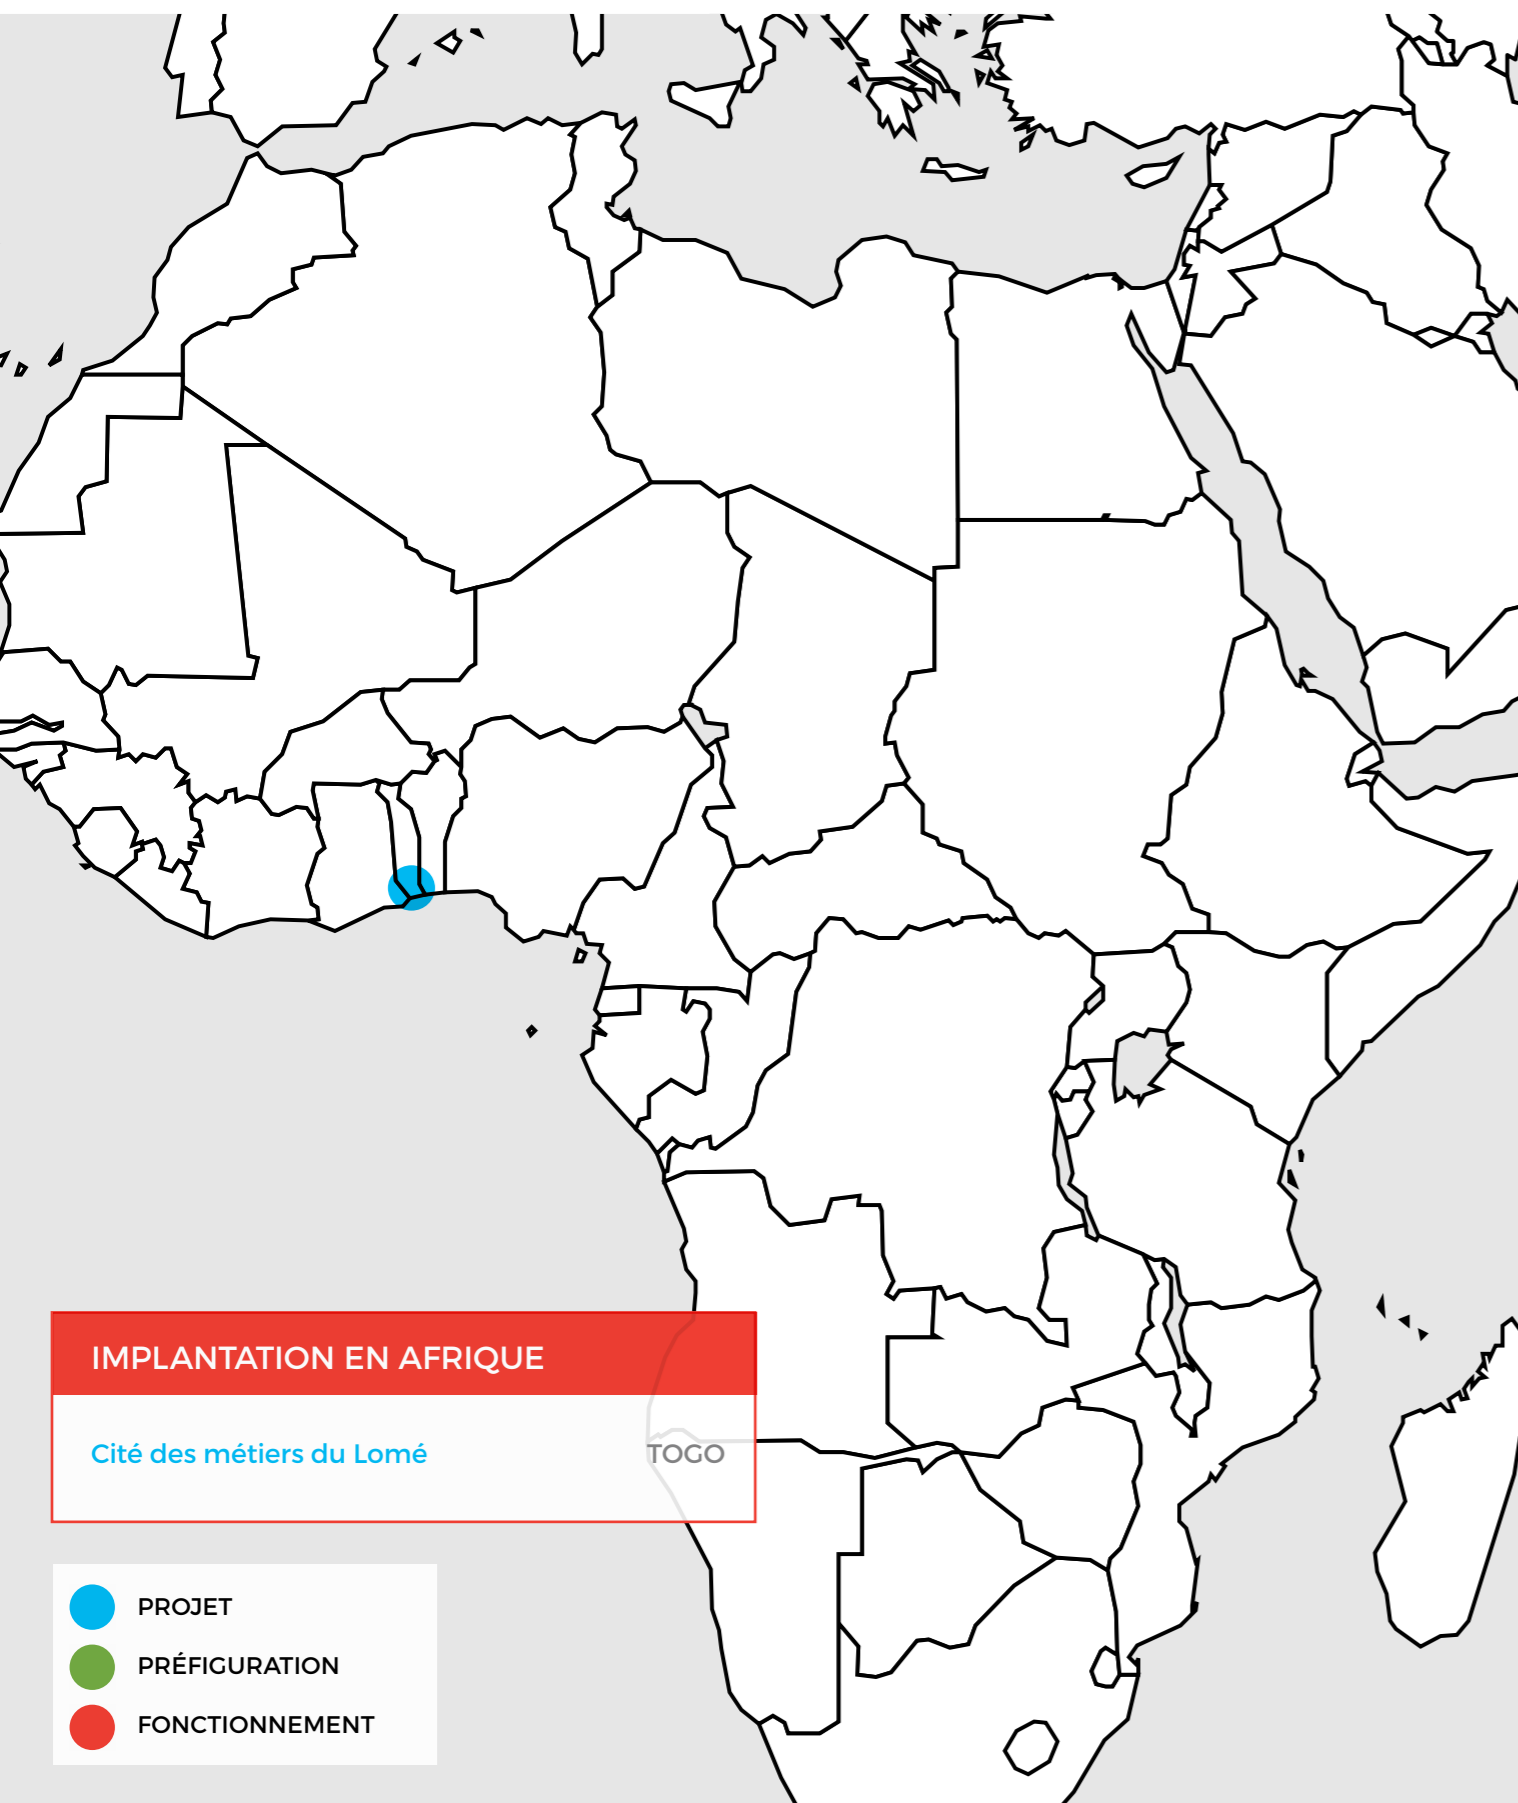 IMPLANTATION EN AFRIQUE
Cité des métiers du Lomé TOGO
PROJET
PRÉFIGURATION
FONCTIONNEMENT